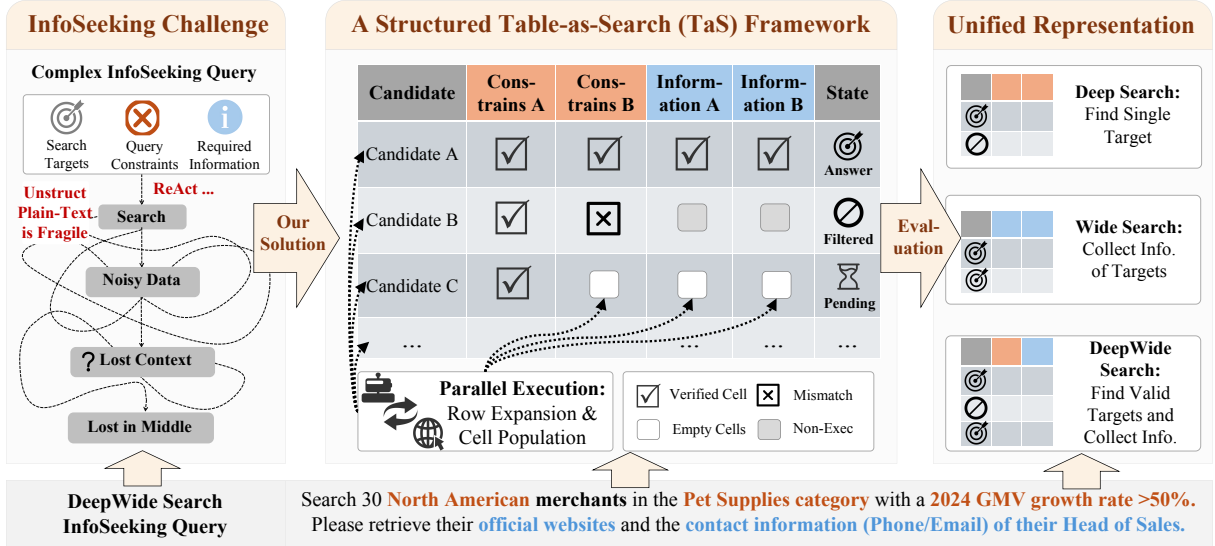 InfoSeeking Challenge
Complex InfoSeeking Query
Search
Targets
Query
Constraints
Required
Information
Unstruct
Plain-Text
is Fragile
ReAct ...
Search
Noisy Data
? Lost Context
Lost in Middle
Our
Solution
A Structured Table-as-Search (TaS) Framework
Candidate
Cons-
trains A
Cons-
trains B
Inform-
ation A
Inform-
ation B
State
Candidate A
Answer
Candidate B
Filtered
Candidate C
Pending
... ... ... ... ...
Parallel Execution:
Row Expansion &
Cell Population
Verified Cell
Mismatch
Empty Cells
Non-Exec
Eval-
uation
Unified Representation
Deep Search:
Find Single
Target
Wide Search:
Collect Info.
of Targets
DeepWide
Search:
Find Valid
Targets and
Collect Info.
DeepWide Search
InfoSeeking Query
Search 30 North American merchants in the Pet Supplies category with a 2024 GMV growth rate >50%.
Please retrieve their official websites and the contact information (Phone/Email) of their Head of Sales.